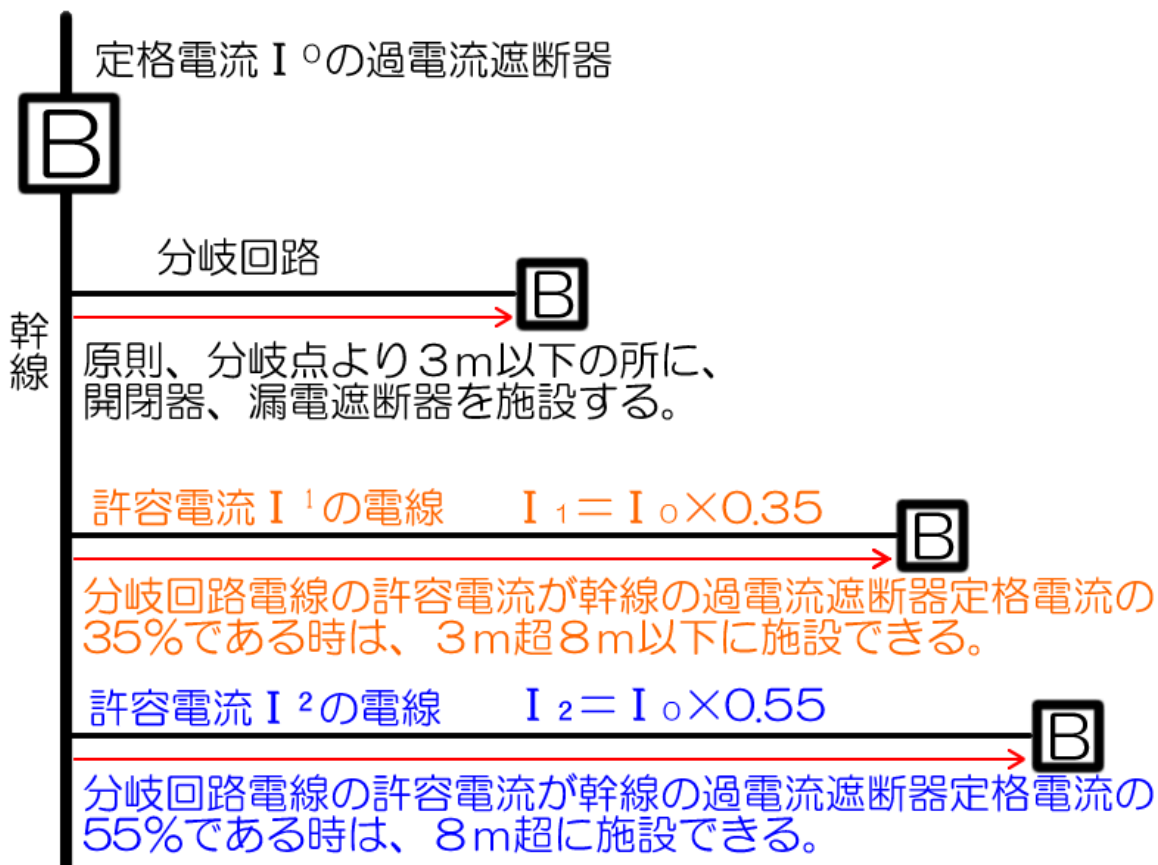 定格電流I⁰の過電流遮断器
B
分岐回路
B
幹線
原則、分岐点より3m以下の所に、
開閉器、漏電遮断器を施設する。
許容電流I¹の電線 I₁=I₀×0.35
B
分岐回路電線の許容電流が幹線の過電流遮断器定格電流の
35%である時は、3m超8m以下に施設できる。
許容電流I²の電線 I₂=I₀×0.55
B
分岐回路電線の許容電流が幹線の過電流遮断器定格電流の
55%である時は、8m超に施設できる。